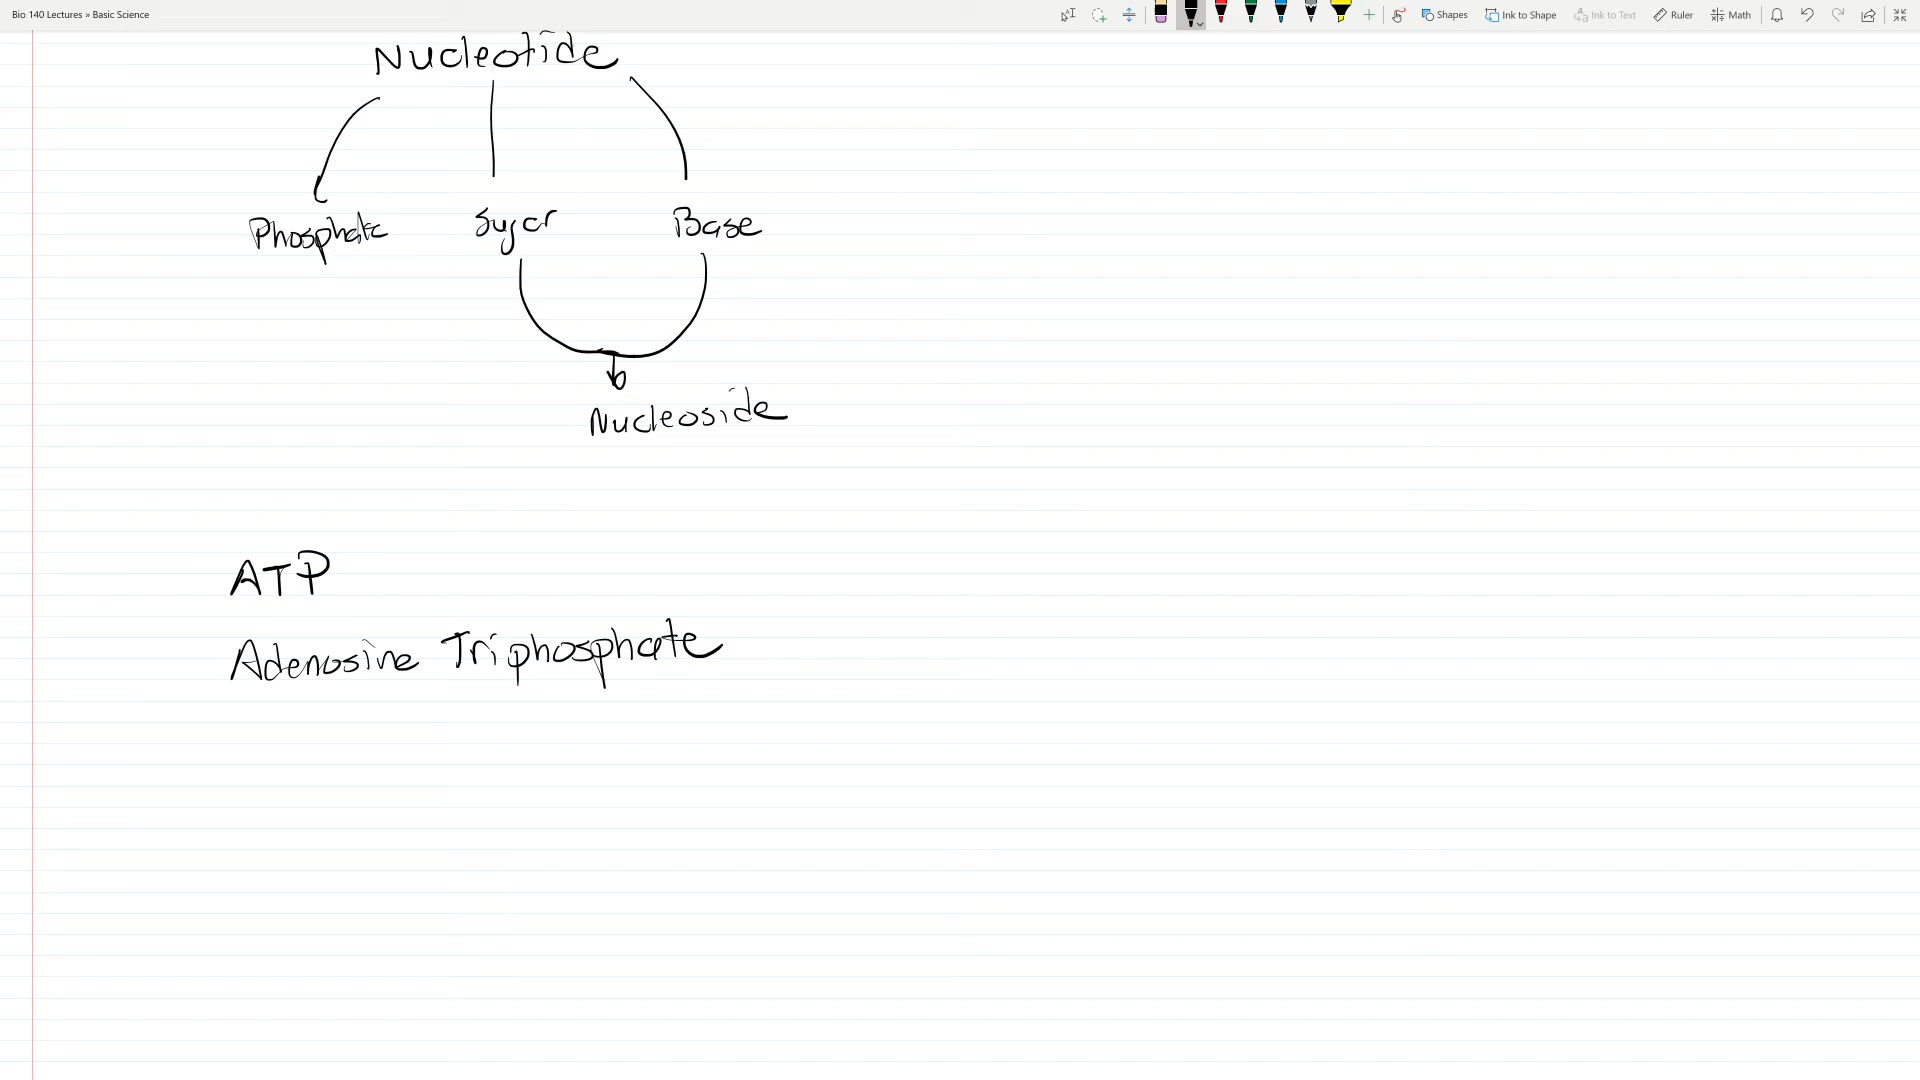 Bio 140 Lectures » Basic Science
Shapes Ink to Shape Ink to Text Ruler Math
Nucleotide
Phosphate Sugar Base
Nucleoside
ATP
Adenosine Triphosphate